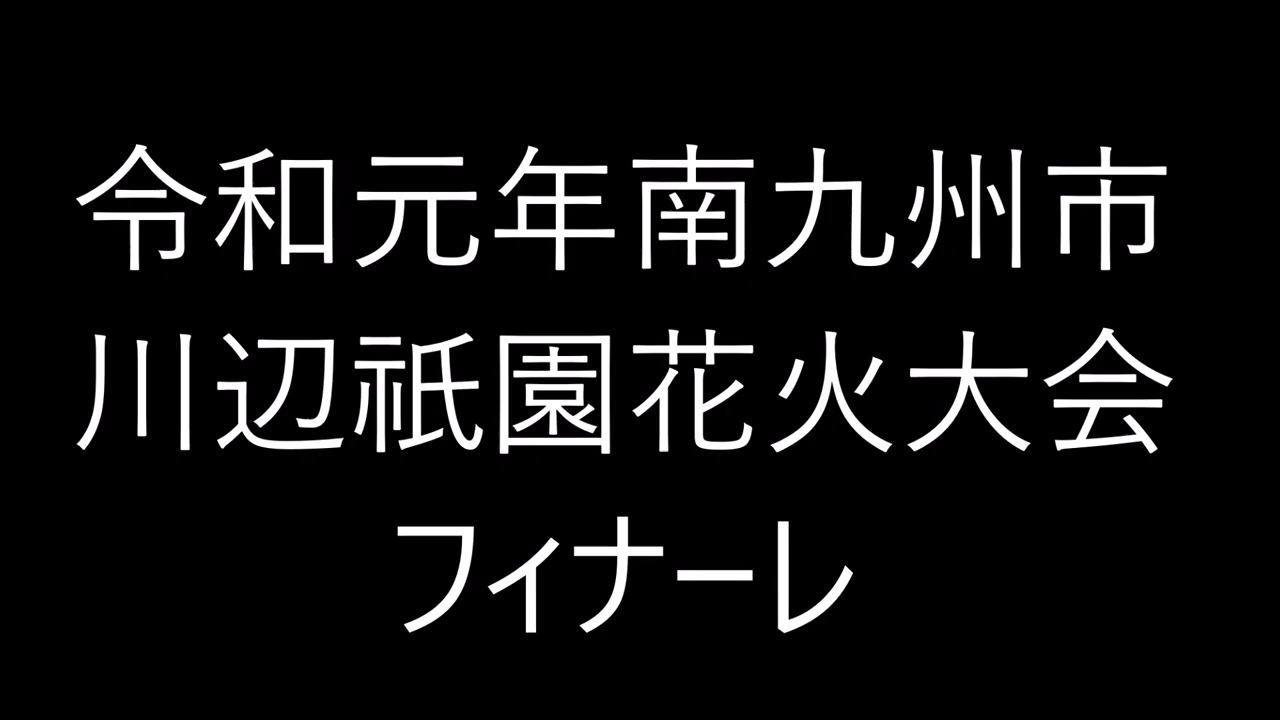 令和元年南九州市
川辺祇園花火大会
フィナーレ